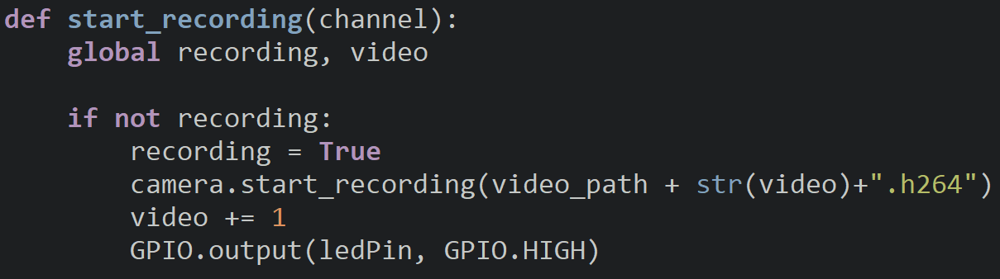 def start_recording(channel):
    global recording, video

    if not recording:
        recording = True
        camera.start_recording(video_path + str(video)+".h264")
        video += 1
        GPIO.output(ledPin, GPIO.HIGH)